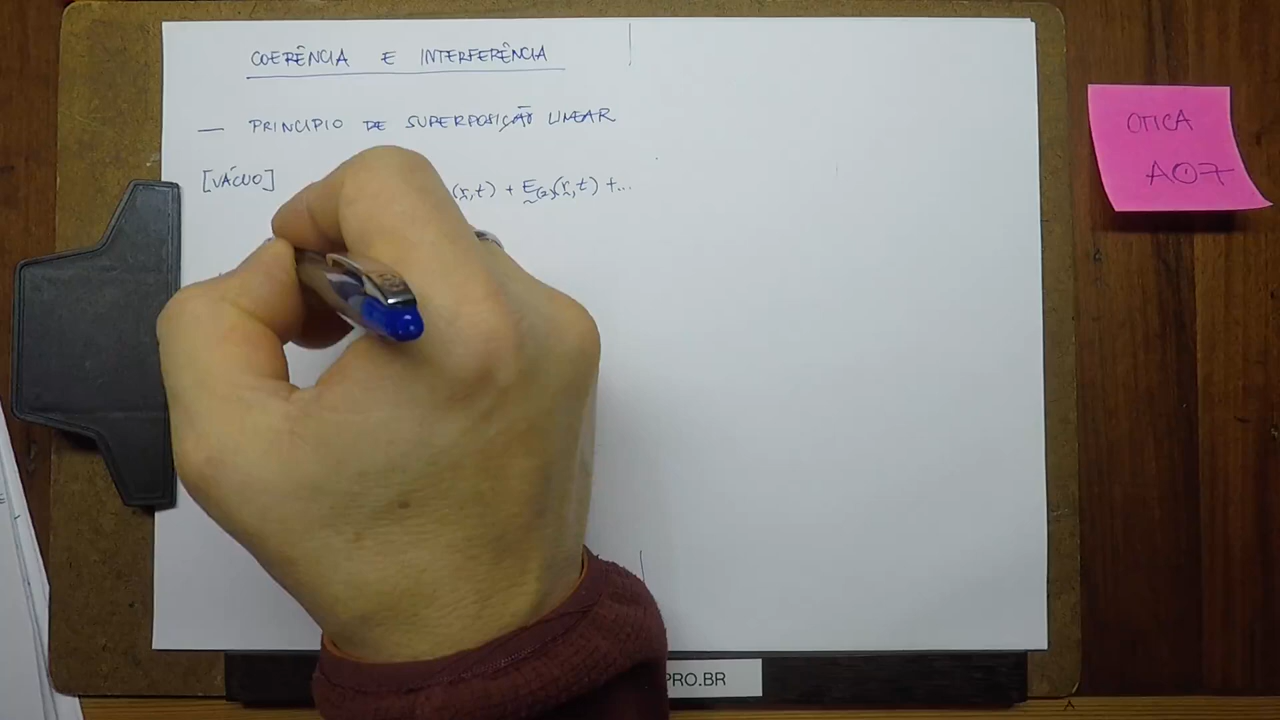 COERÊNCIA E INTERFERÊNCIA
— PRINCIPIO DE SUPERPOSIÇÃO LINEAR
[VÁCUO] (r,t) + E(2)(r,t) + ...
OTICA
A07
PRO.BR